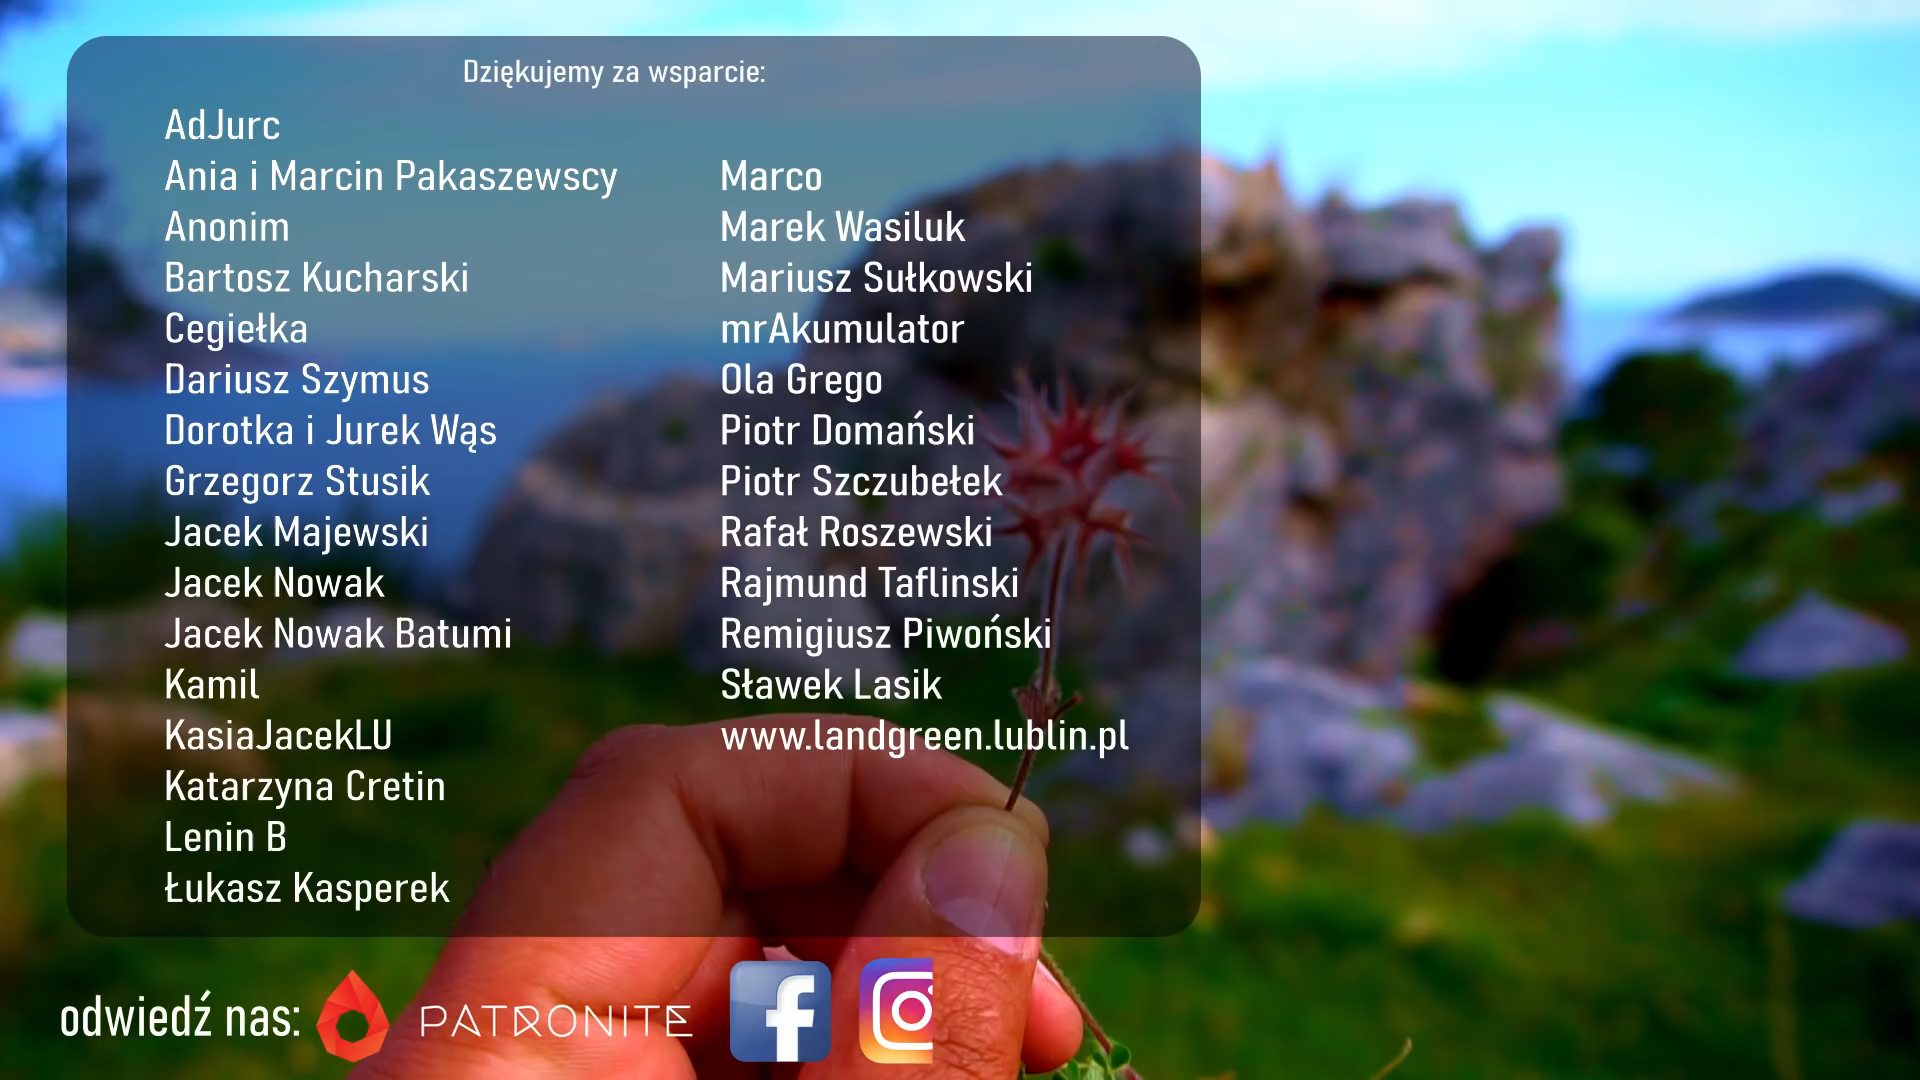 Dziękujemy za wsparcie:
AdJurc
Ania i Marcin Pakaszewscy
Anonim
Bartosz Kucharski
Cegiełka
Dariusz Szymus
Dorotka i Jurek Wąs
Grzegorz Stusik
Jacek Majewski
Jacek Nowak
Jacek Nowak Batumi
Kamil
KasiaJacekLU
Katarzyna Cretin
Lenin B
Łukasz Kasperek
Marco
Marek Wasiluk
Mariusz Sułkowski
mrAkumulator
Ola Grego
Piotr Domański
Piotr Szczubełek
Rafał Roszewski
Rajmund Taflinski
Remigiusz Piwoński
Sławek Lasik
www.landgreen.lublin.pl
odwiedź nas: PATRONITE f